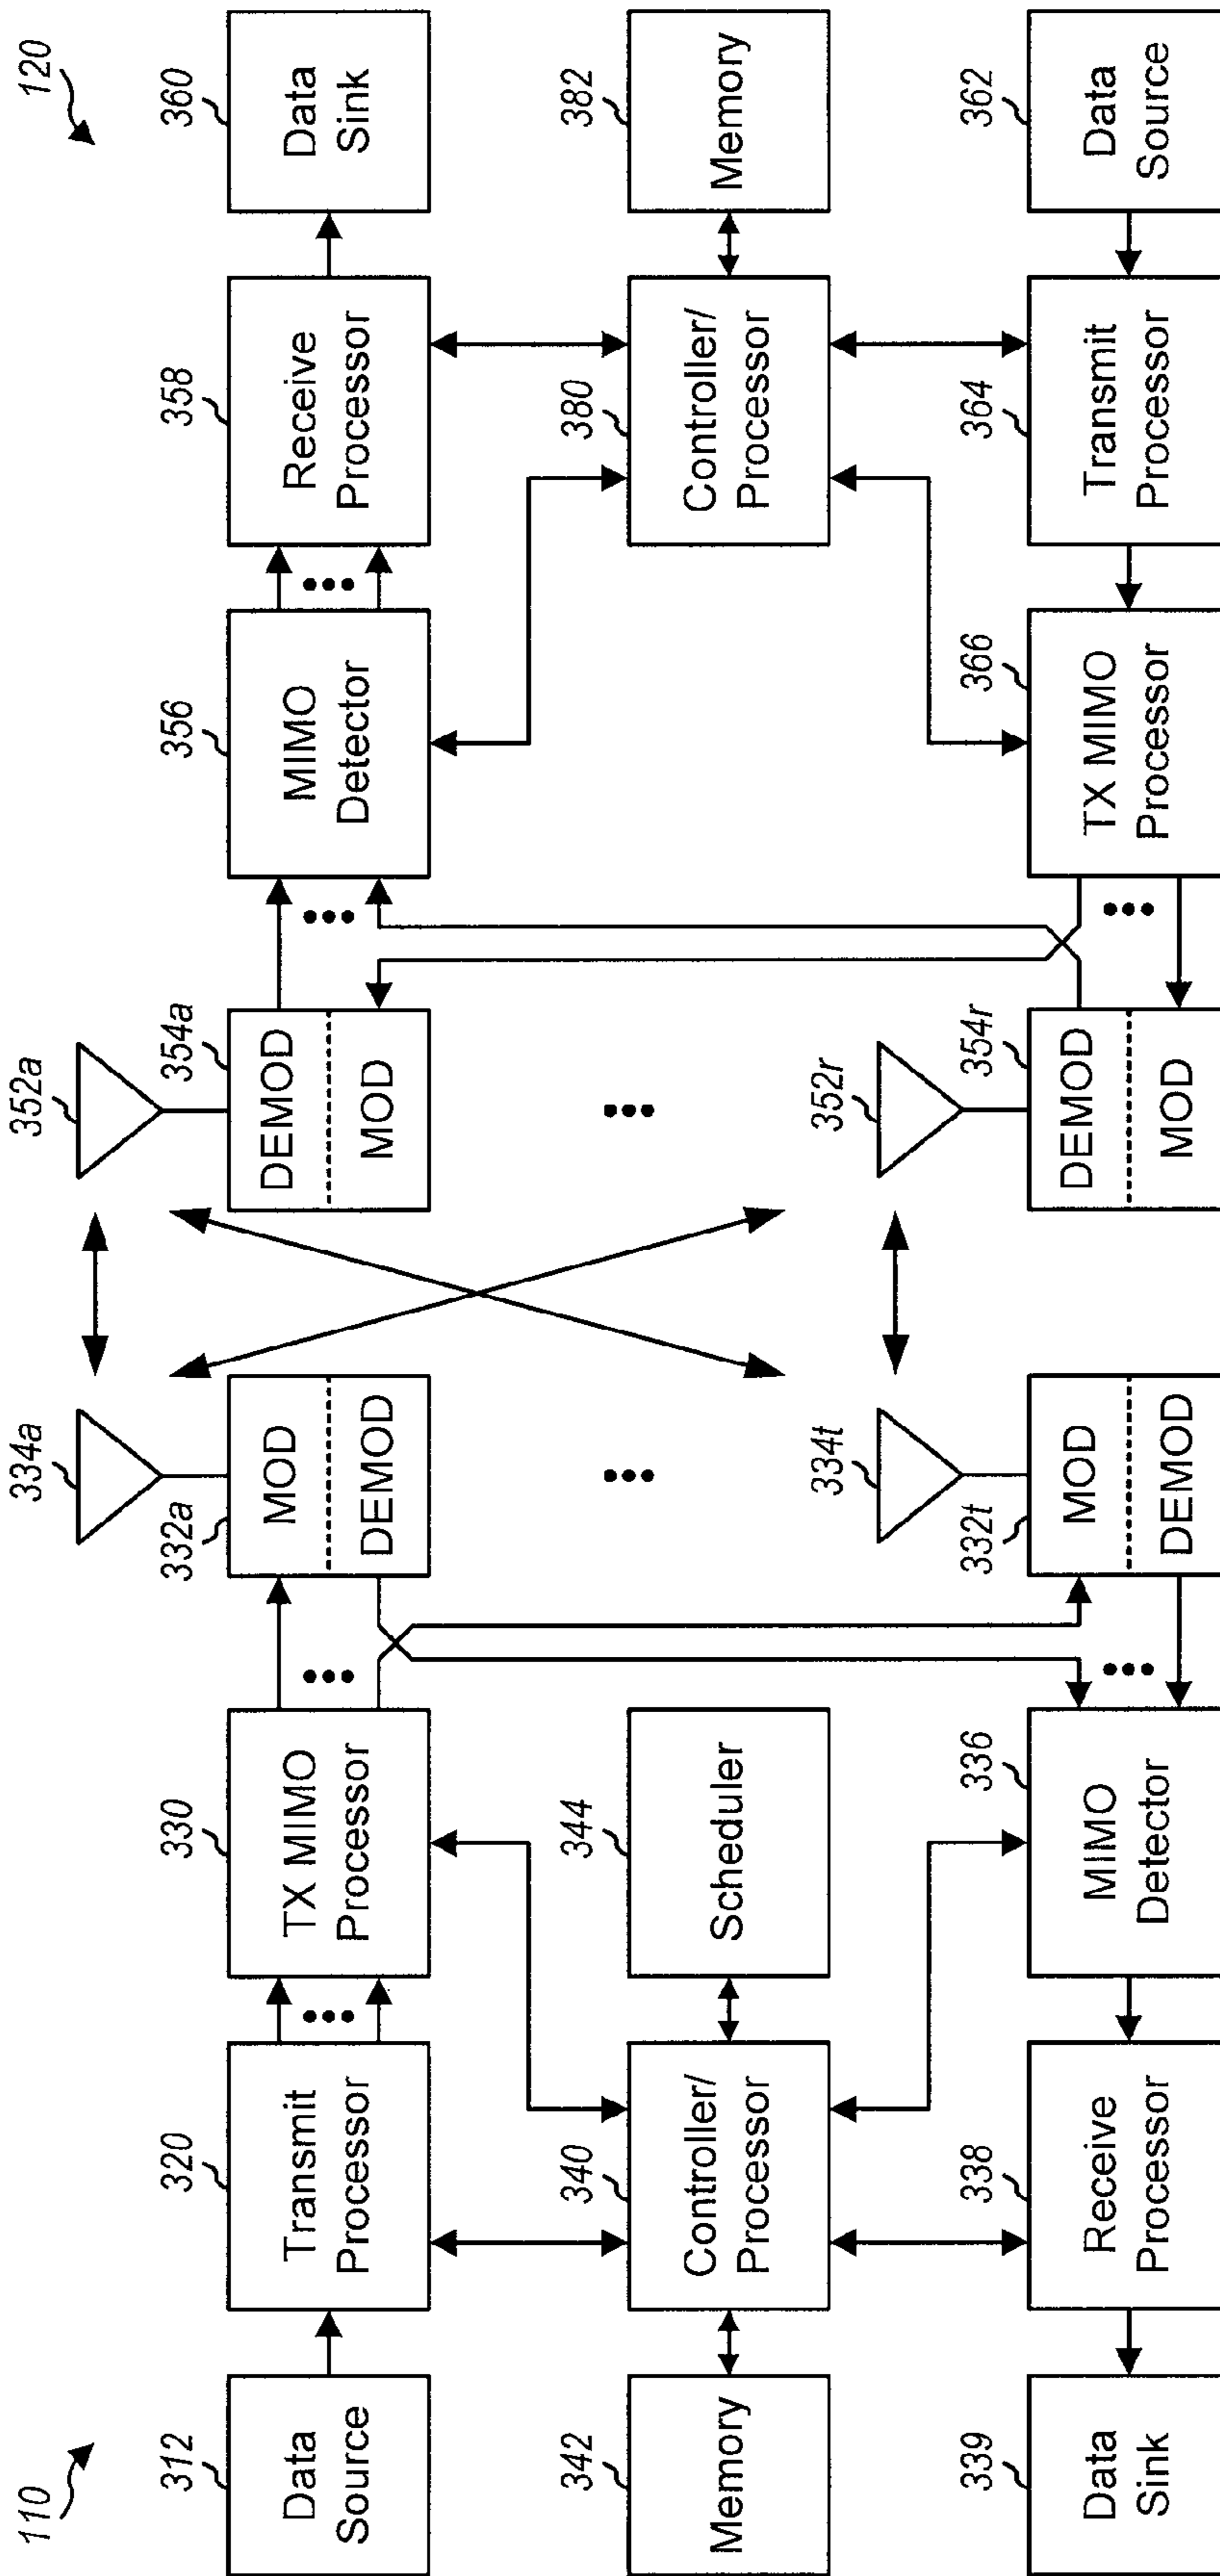 110
120
312
Data
Source
320
Transmit
Processor
330
TX MIMO
Processor
332a
MOD
DEMOD
334a
352a
354a
DEMOD
MOD
356
MIMO
Detector
358
Receive
Processor
360
Data
Sink
342
Memory
340
Controller/
Processor
344
Scheduler
380
Controller/
Processor
382
Memory
339
Data
Sink
338
Receive
Processor
336
MIMO
Detector
332t
MOD
DEMOD
334t
352r
354r
DEMOD
MOD
366
TX MIMO
Processor
364
Transmit
Processor
362
Data
Source